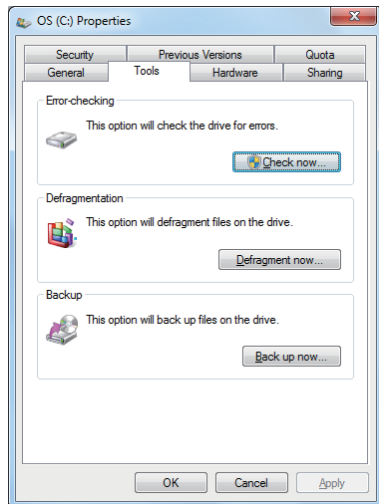 OS (C:) Properties
Security Previous Versions Quota
General Tools Hardware Sharing
Error-checking
This option will check the drive for errors.
Check now...
Defragmentation
This option will defragment files on the drive.
Defragment now...
Backup
This option will back up files on the drive.
Back up now...
OK Cancel Apply